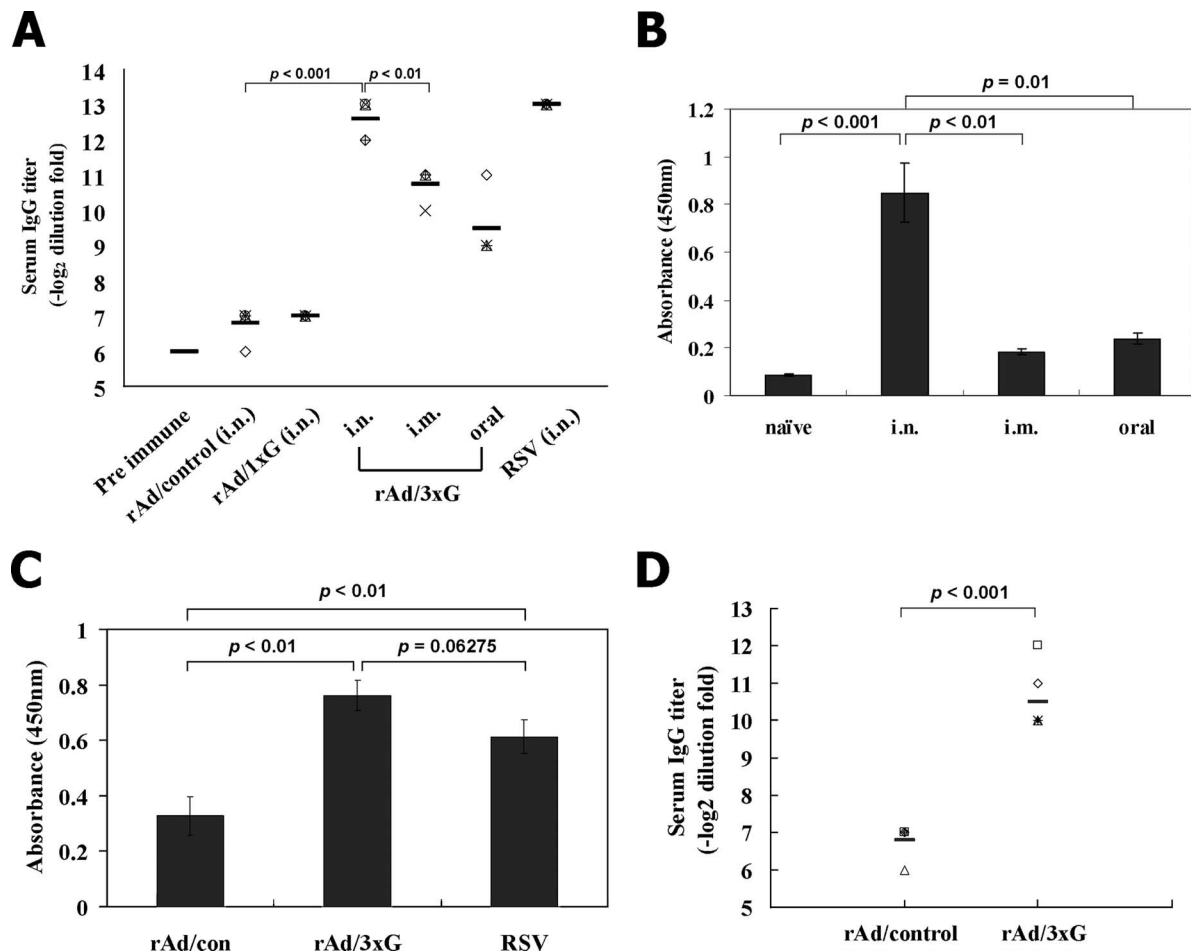 A
p < 0.001
p < 0.01
14
13
12
11
10
9
8
7
6
5
Serum IgG titer
(-log₂ dilution fold)
Pre immune
rAd/control (i.n.)
rAd/1xG (i.n.)
i.n.
i.m.
oral
RSV (i.n.)
rAd/3xG
B
p = 0.01
p < 0.001
p < 0.01
1.2
1
0.8
0.6
0.4
0.2
0
Absorbance (450nm)
naïve
i.n.
i.m.
oral
C
p < 0.01
p < 0.01
p = 0.06275
1
0.8
0.6
0.4
0.2
0
Absorbance (450nm)
rAd/con
rAd/3xG
RSV
D
p < 0.001
13
12
11
10
9
8
7
6
5
Serum IgG titer
(-log2 dilution fold)
rAd/control
rAd/3xG